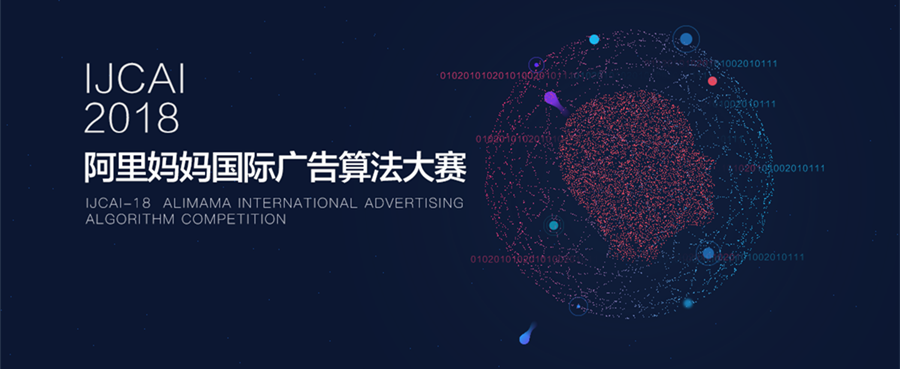 IJCAI
2018
阿里妈妈国际广告算法大赛
IJCAI-18 ALIMAMA INTERNATIONAL ADVERTISING
ALGORITHM COMPETITION